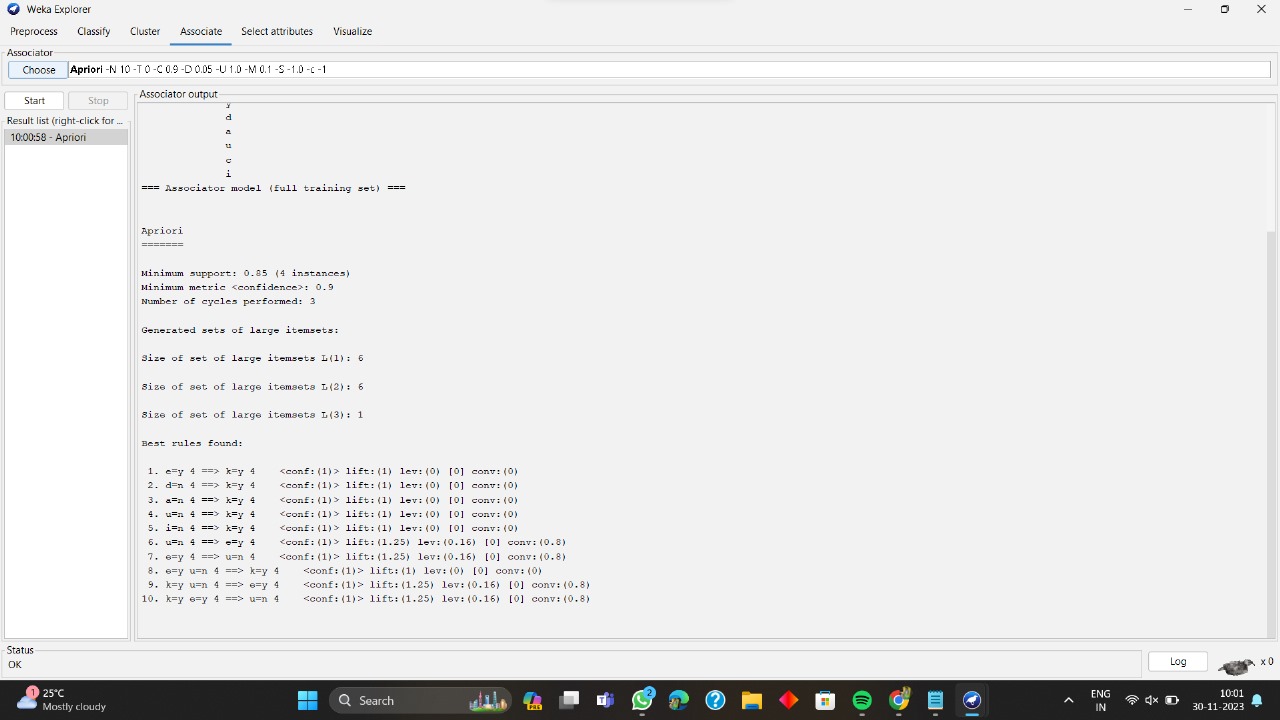 Weka Explorer
Preprocess Classify Cluster Associate Select attributes Visualize
Associator
Choose Apriori -N 10 -T 0 -C 0.9 -D 0.05 -U 1.0 -M 0.1 -S -1.0 -c -1
Start Stop
Associator output
Result list (right-click for ...
10:00:58 - Apriori
y
d
a
u
c
i
=== Associator model (full training set) ===
Apriori
=======
Minimum support: 0.85 (4 instances)
Minimum metric <confidence>: 0.9
Number of cycles performed: 3
Generated sets of large itemsets:
Size of set of large itemsets L(1): 6
Size of set of large itemsets L(2): 6
Size of set of large itemsets L(3): 1
Best rules found:
1. e=y 4 ==> k=y 4 <conf:(1)> lift:(1) lev:(0) [0] conv:(0)
2. d=n 4 ==> k=y 4 <conf:(1)> lift:(1) lev:(0) [0] conv:(0)
3. a=n 4 ==> k=y 4 <conf:(1)> lift:(1) lev:(0) [0] conv:(0)
4. u=n 4 ==> k=y 4 <conf:(1)> lift:(1) lev:(0) [0] conv:(0)
5. i=n 4 ==> k=y 4 <conf:(1)> lift:(1) lev:(0) [0] conv:(0)
6. u=n 4 ==> e=y 4 <conf:(1)> lift:(1.25) lev:(0.16) [0] conv:(0.8)
7. e=y 4 ==> u=n 4 <conf:(1)> lift:(1.25) lev:(0.16) [0] conv:(0.8)
8. e=y u=n 4 ==> k=y 4 <conf:(1)> lift:(1) lev:(0) [0] conv:(0)
9. k=y u=n 4 ==> e=y 4 <conf:(1)> lift:(1.25) lev:(0.16) [0] conv:(0.8)
10. k=y e=y 4 ==> u=n 4 <conf:(1)> lift:(1.25) lev:(0.16) [0] conv:(0.8)
Status
OK
Log x 0
1
25°C
Mostly cloudy
Search
PRE
2
ENG
IN
10:01
30-11-2023